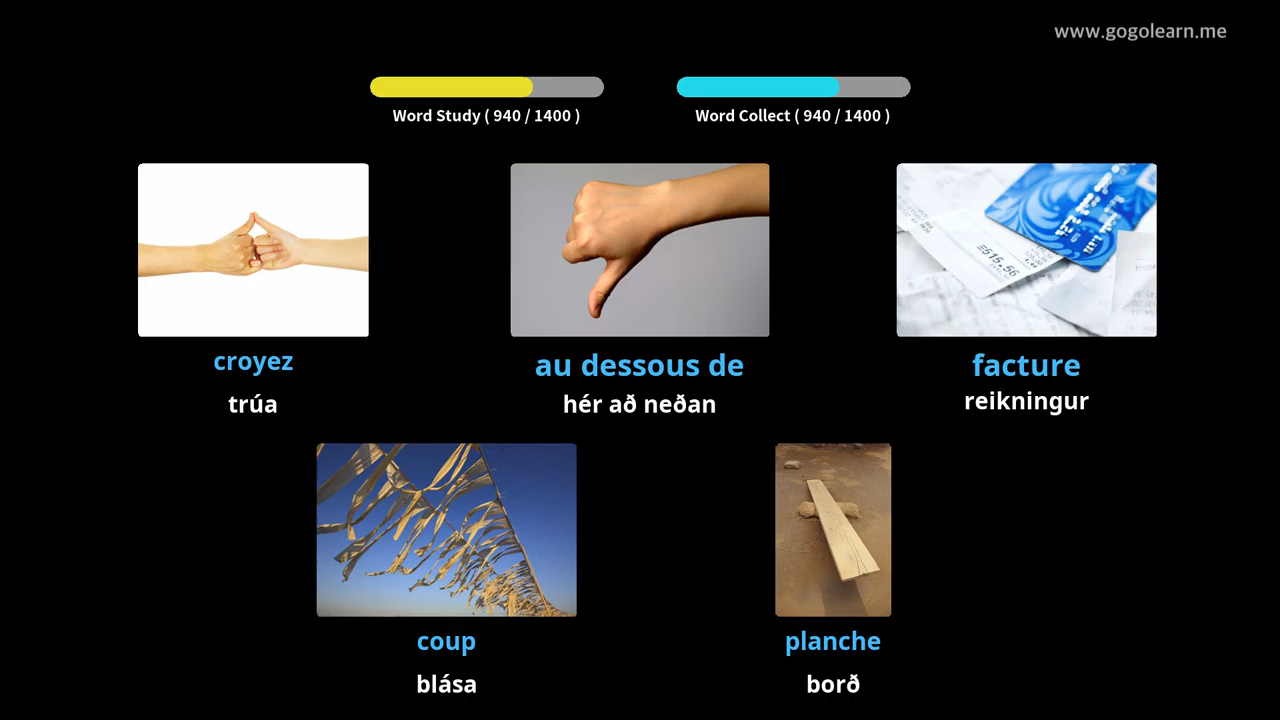 www.gogolearn.me
Word Study ( 940 / 1400 )
Word Collect ( 940 / 1400 )
croyez
trúa
au dessous de
hér að neðan
facture
reikningur
coup
blása
planche
borð